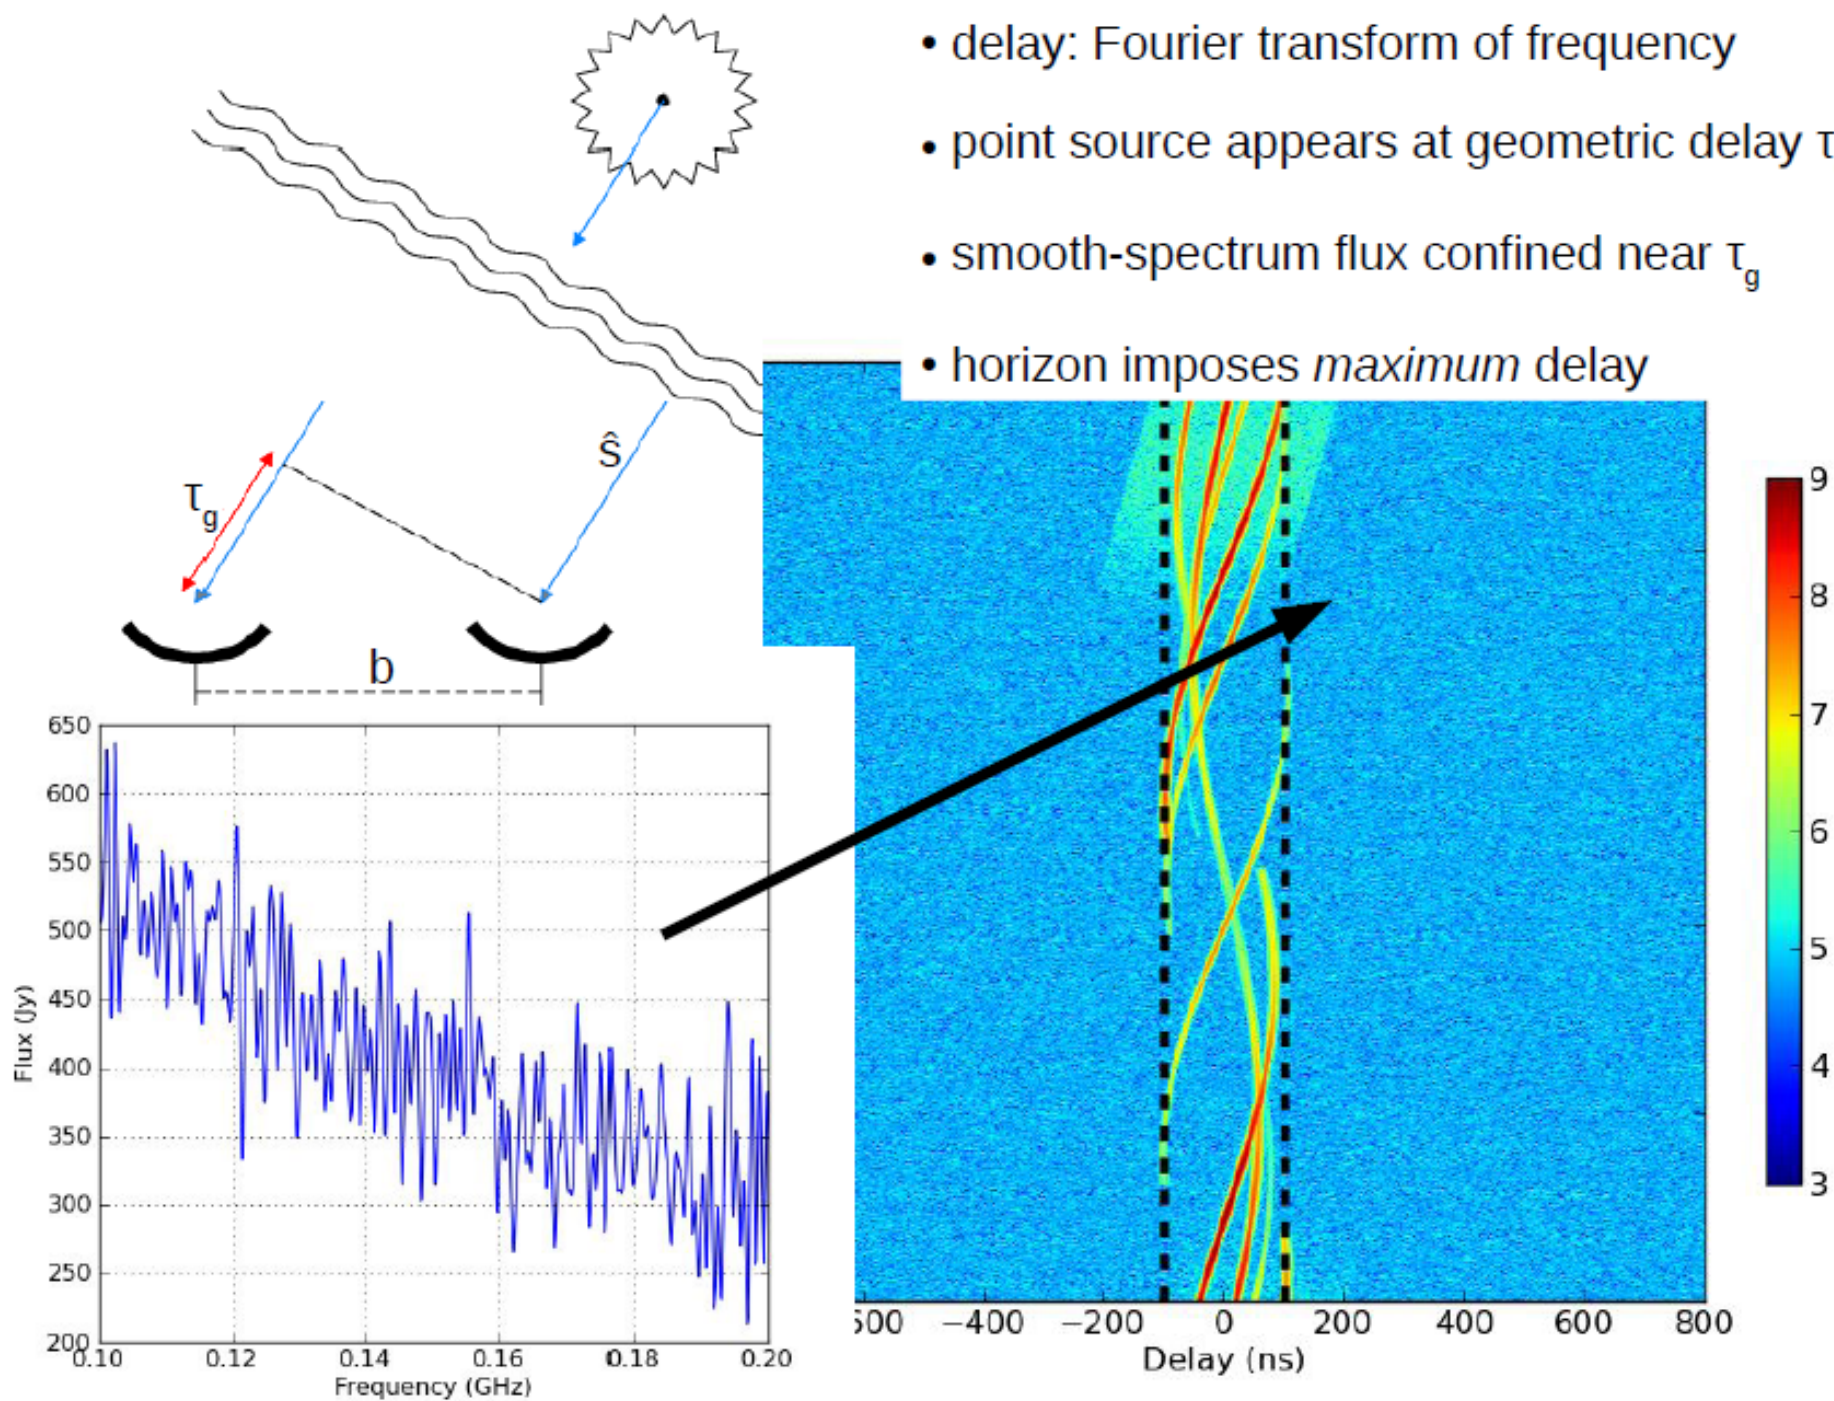 • delay: Fourier transform of frequency
• point source appears at geometric delay τ
• smooth-spectrum flux confined near τg
• horizon imposes maximum delay
ŝ
τg
b
650
600
550
500
450
400
350
300
250
200
Flux (Jy)
0.10 0.12 0.14 0.16 0.18 0.20
Frequency (GHz)
−400 −200 0 200 400 600 800
Delay (ns)
9
8
7
6
5
4
3